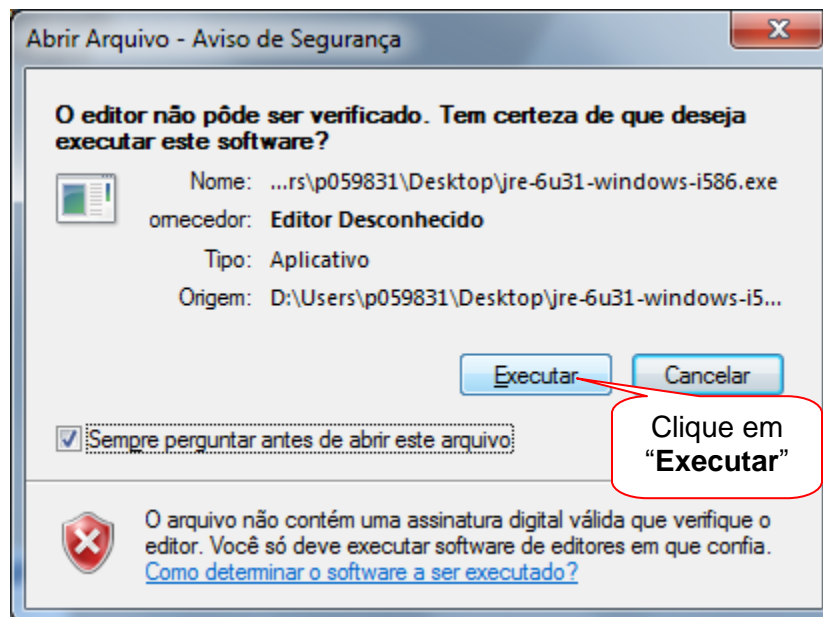 Abrir Arquivo - Aviso de Segurança
O editor não pôde ser verificado. Tem certeza de que deseja
executar este software?
Nome: ...rs\p059831\Desktop\jre-6u31-windows-i586.exe
ornecedor: Editor Desconhecido
Tipo: Aplicativo
Origem: D:\Users\p059831\Desktop\jre-6u31-windows-i5...
Executar Cancelar
Sempre perguntar antes de abrir este arquivo
Clique em
“Executar”
O arquivo não contém uma assinatura digital válida que verifique o
editor. Você só deve executar software de editores em que confia.
Como determinar o software a ser executado?